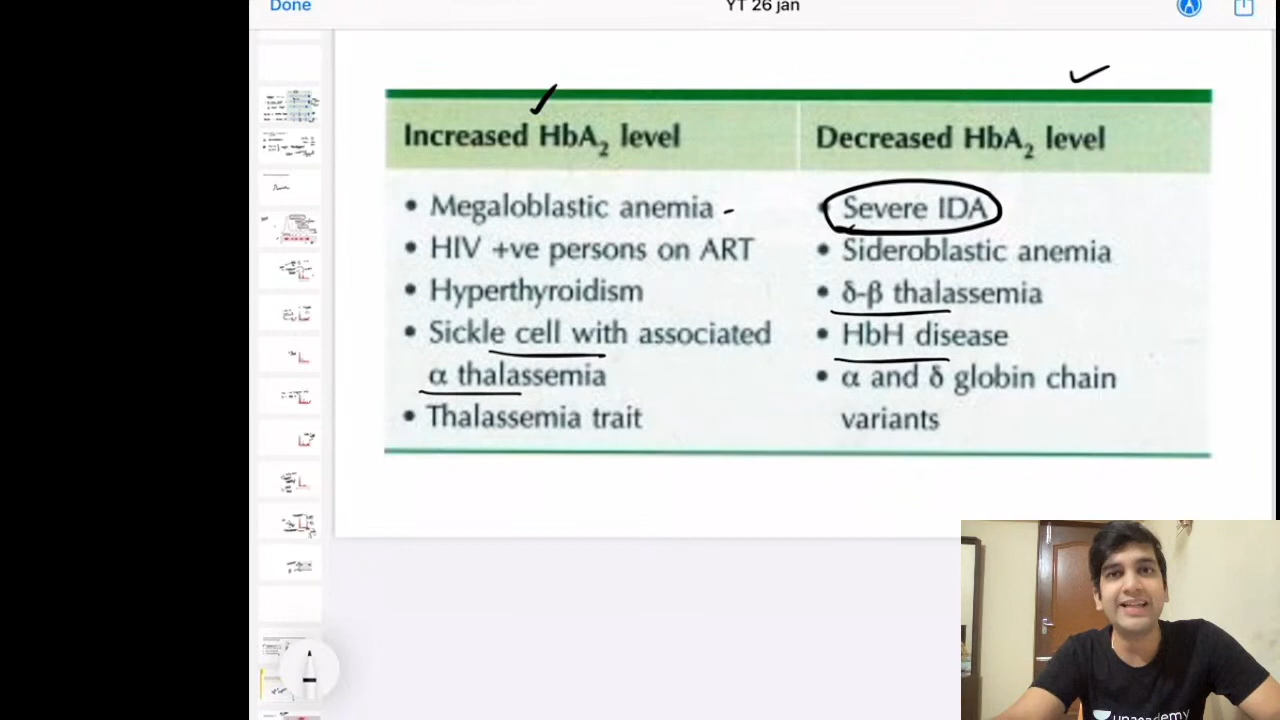 Done
YT 26 jan
Increased HbA₂ level
Decreased HbA₂ level
• Megaloblastic anemia
• HIV +ve persons on ART
• Hyperthyroidism
• Sickle cell with associated
α thalassemia
• Thalassemia trait
• Severe IDA
• Sideroblastic anemia
• δ-β thalassemia
• HbH disease
• α and δ globin chain
variants
unacademy